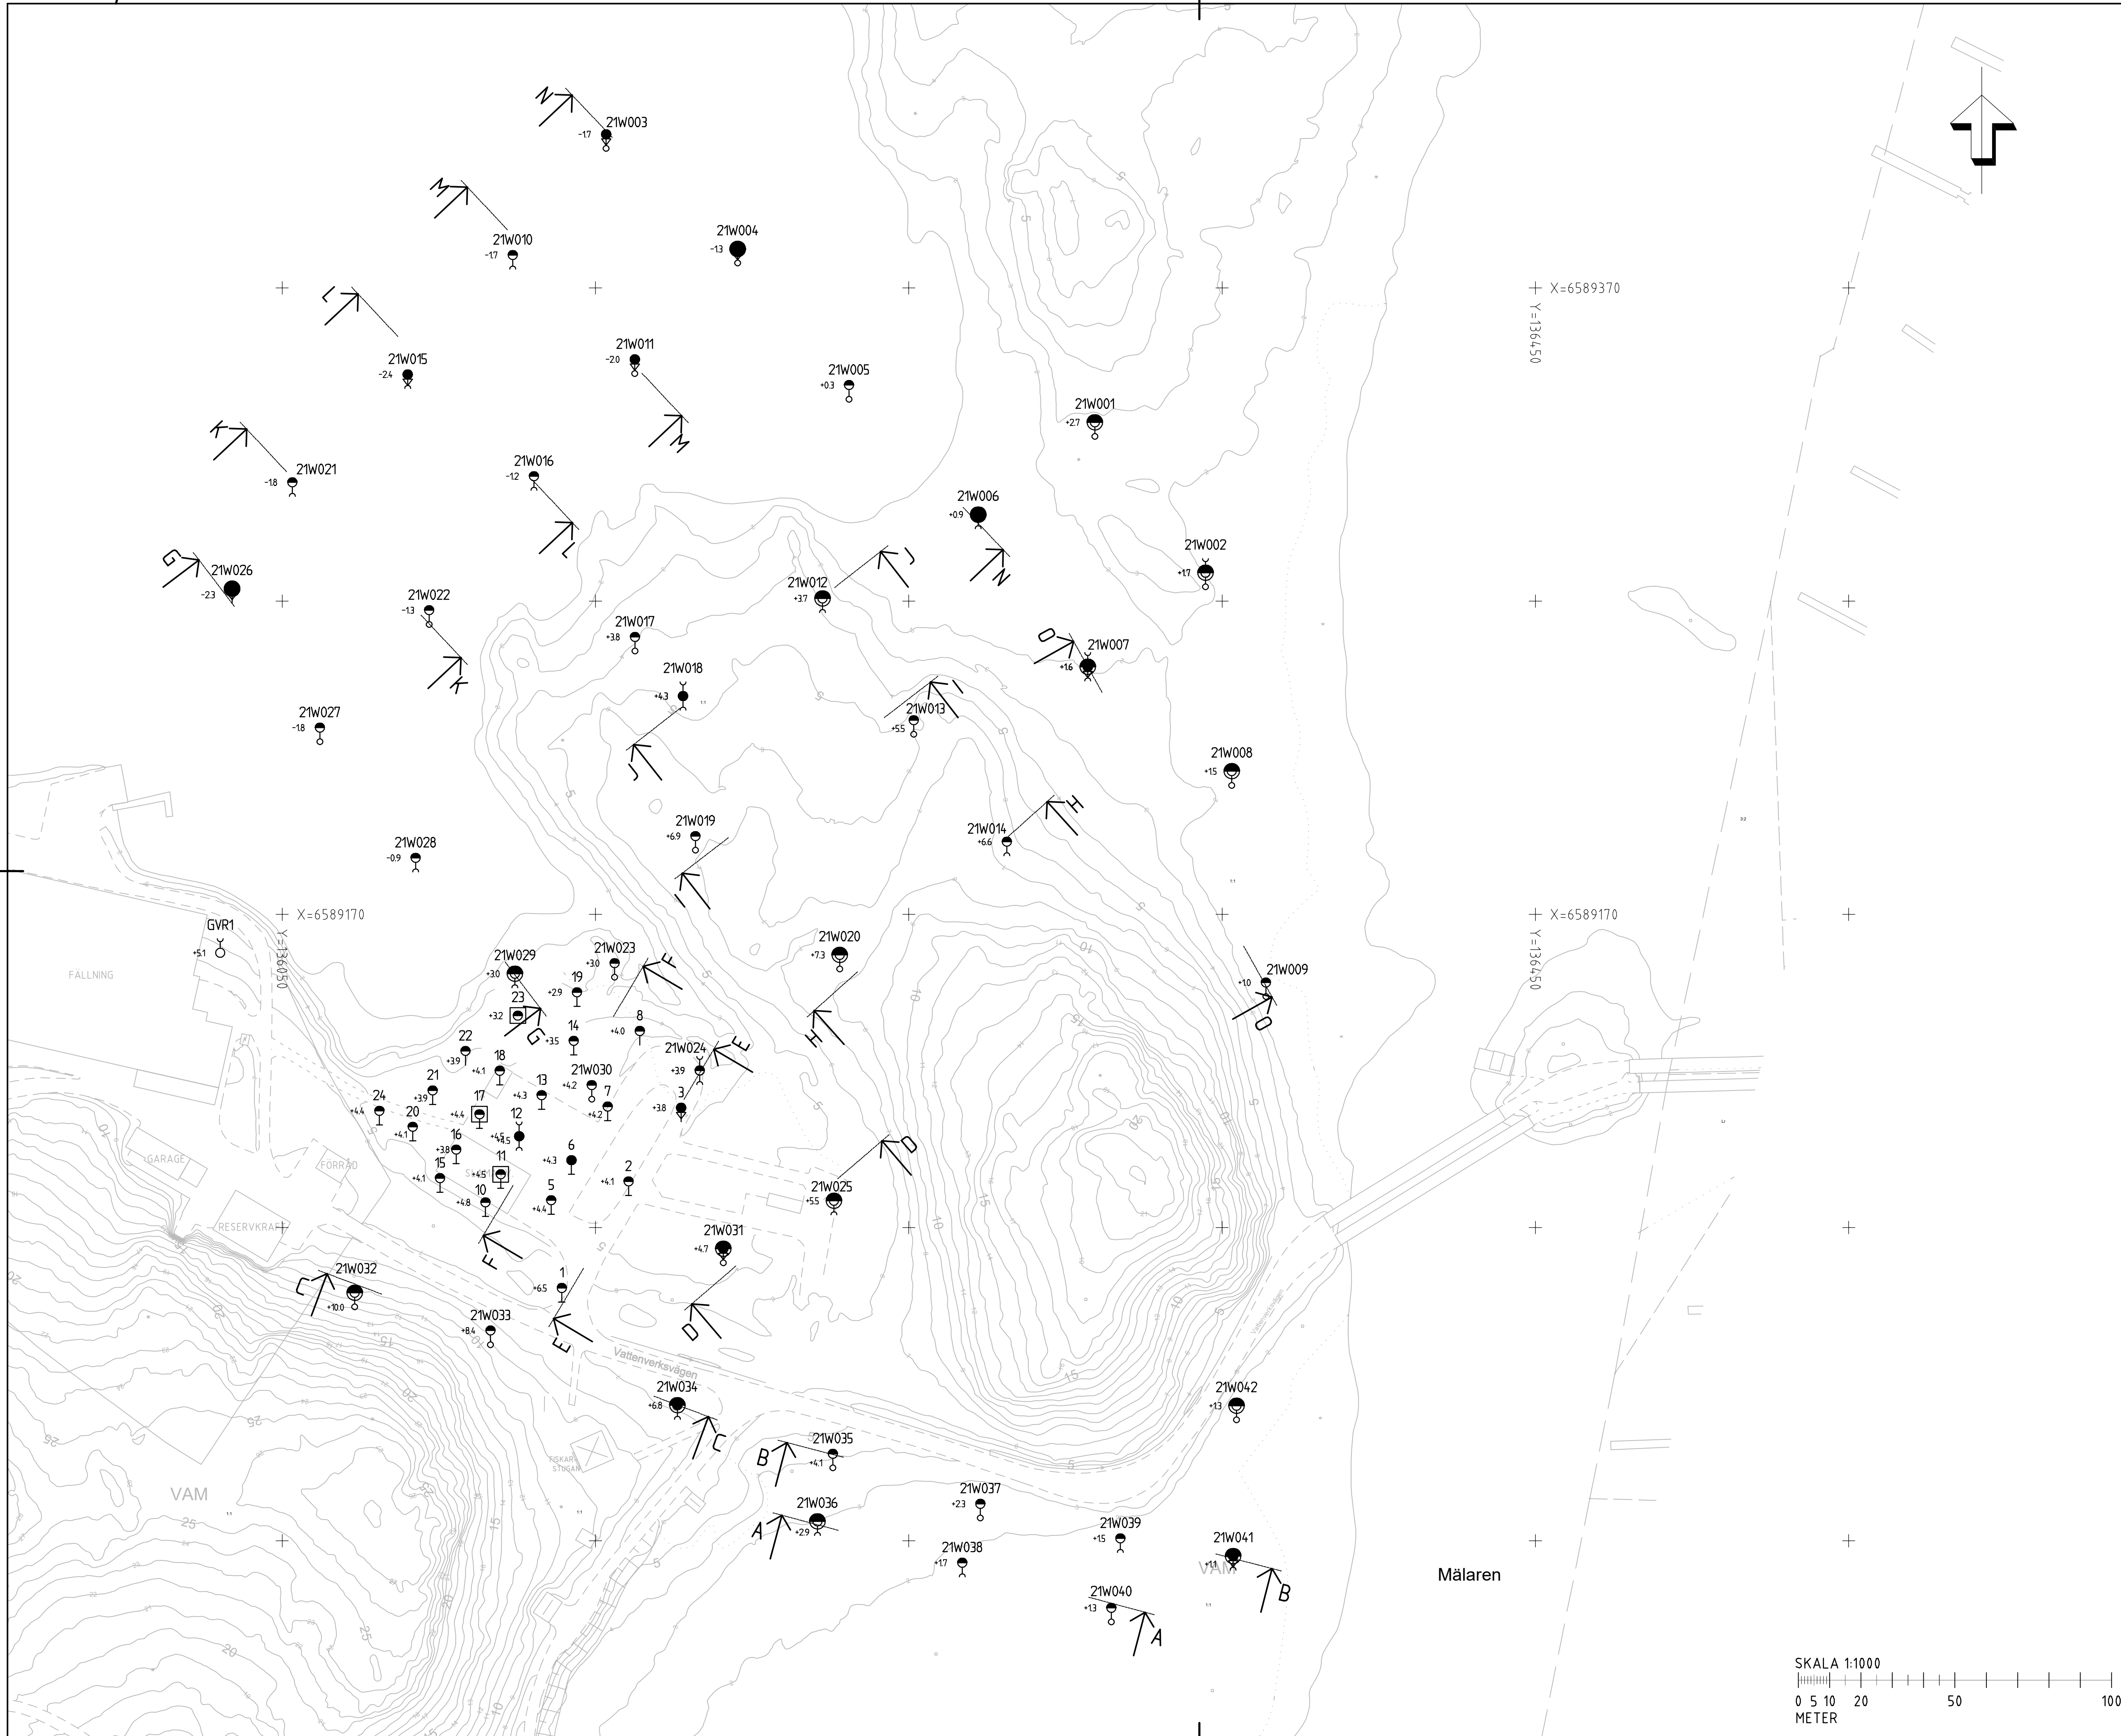 N
21W003
-1.7
M
21W010
-1.7
21W004
-1.3
X=6589370
Y=136450
L
21W011
-2.0
21W015
-2.4
21W005
+0.3
21W001
+2.7
K
M
21W021
-1.8
21W016
-1.2
21W006
+0.9
L
N
21W002
+1.7
G
21W026
-2.3
J
21W012
+3.7
21W022
-1.3
21W017
+3.8
O
21W007
+1.6
K
21W018
+4.3
5
I
21W013
+5.5
21W027
-1.8
J
21W008
+1.5
21W019
+6.9
H
21W014
+6.6
21W028
-0.9
I
X=6589170
Y=136050
X=6589170
Y=136450
GVR1
+5.1
FÄLLNING
21W029
+3.0
21W023
+3.0
F
21W020
+7.3
10
21W009
+1.0
O
19
+2.9
23
+3.2
G
14
+3.5
8
+4.0
H
15
22
+3.9
18
+4.1
21W024
+3.9
E
21
+3.9
13
+4.3
21W030
+4.2
7
+4.2
3
+3.8
24
+4.4
20
+4.1
17
+4.4
12
+4.5
16
+3.8
6
+4.3
D
GARAGE
FÖRRÅD
15
+4.1
11
+4.5
2
+4.1
10
+4.8
5
+4.4
21W025
+5.5
RESERVKRAF
F
21W031
+4.7
C
21W032
+10.0
1
+6.5
21W033
+8.4
E
D
Vattenverksvägen
Vattenverksvägen
21W034
+6.8
C
21W042
+1.3
B
21W035
+4.1
FISKAR-
STUGAN
VAM
21W036
+2.9
A
21W037
+2.3
21W039
+1.5
21W038
+1.7
21W041
+1.1
VAM
B
Mälaren
21W040
+1.3
A
SKALA 1:1000
0 5 10 20 50 100
METER